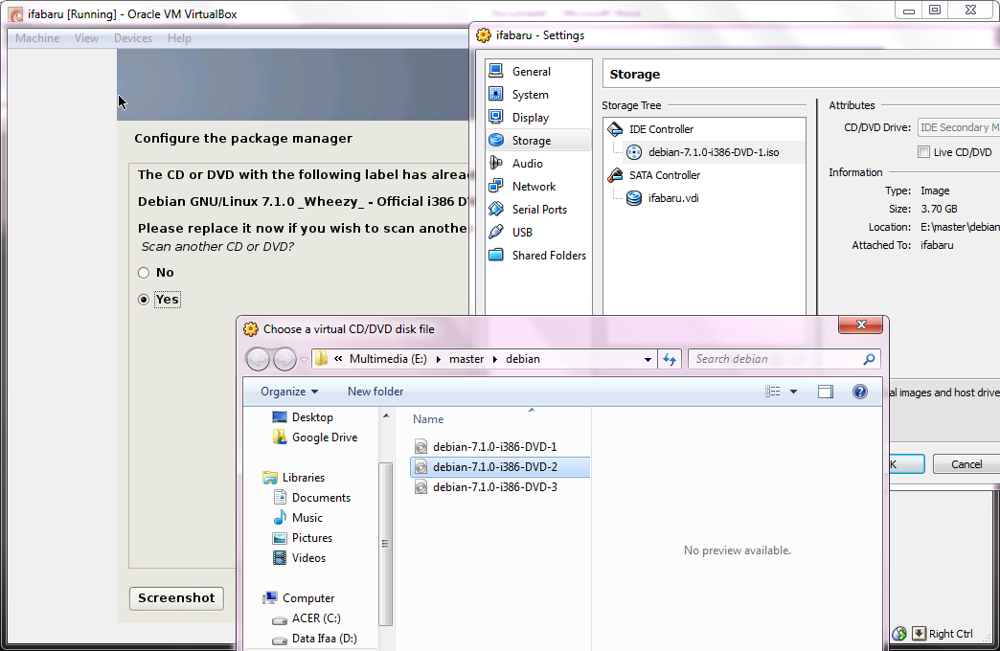 ifabaru [Running] - Oracle VM VirtualBox
Machine View Devices Help
Configure the package manager
The CD or DVD with the following label has alrea
Debian GNU/Linux 7.1.0 _Wheezy_ - Official i386 D
Please replace it now if you wish to scan anothe
Scan another CD or DVD?
No
Yes
Screenshot
ifabaru - Settings
General
System
Display
Storage
Audio
Network
Serial Ports
USB
Shared Folders
Storage
Storage Tree
IDE Controller
debian-7.1.0-i386-DVD-1.iso
SATA Controller
ifabaru.vdi
Attributes
CD/DVD Drive: IDE Secondary M
Live CD/DVD
Information
Type: Image
Size: 3.70 GB
Location: E:\master\debian
Attached To: ifabaru
al images and host drive
K Cancel
Choose a virtual CD/DVD disk file
« Multimedia (E:) master debian
Search debian
Organize New folder
Desktop
Google Drive
Libraries
Documents
Music
Pictures
Videos
Computer
ACER (C:)
Data Ifaa (D:)
Name
debian-7.1.0-i386-DVD-1
debian-7.1.0-i386-DVD-2
debian-7.1.0-i386-DVD-3
No preview available.
Right Ctrl